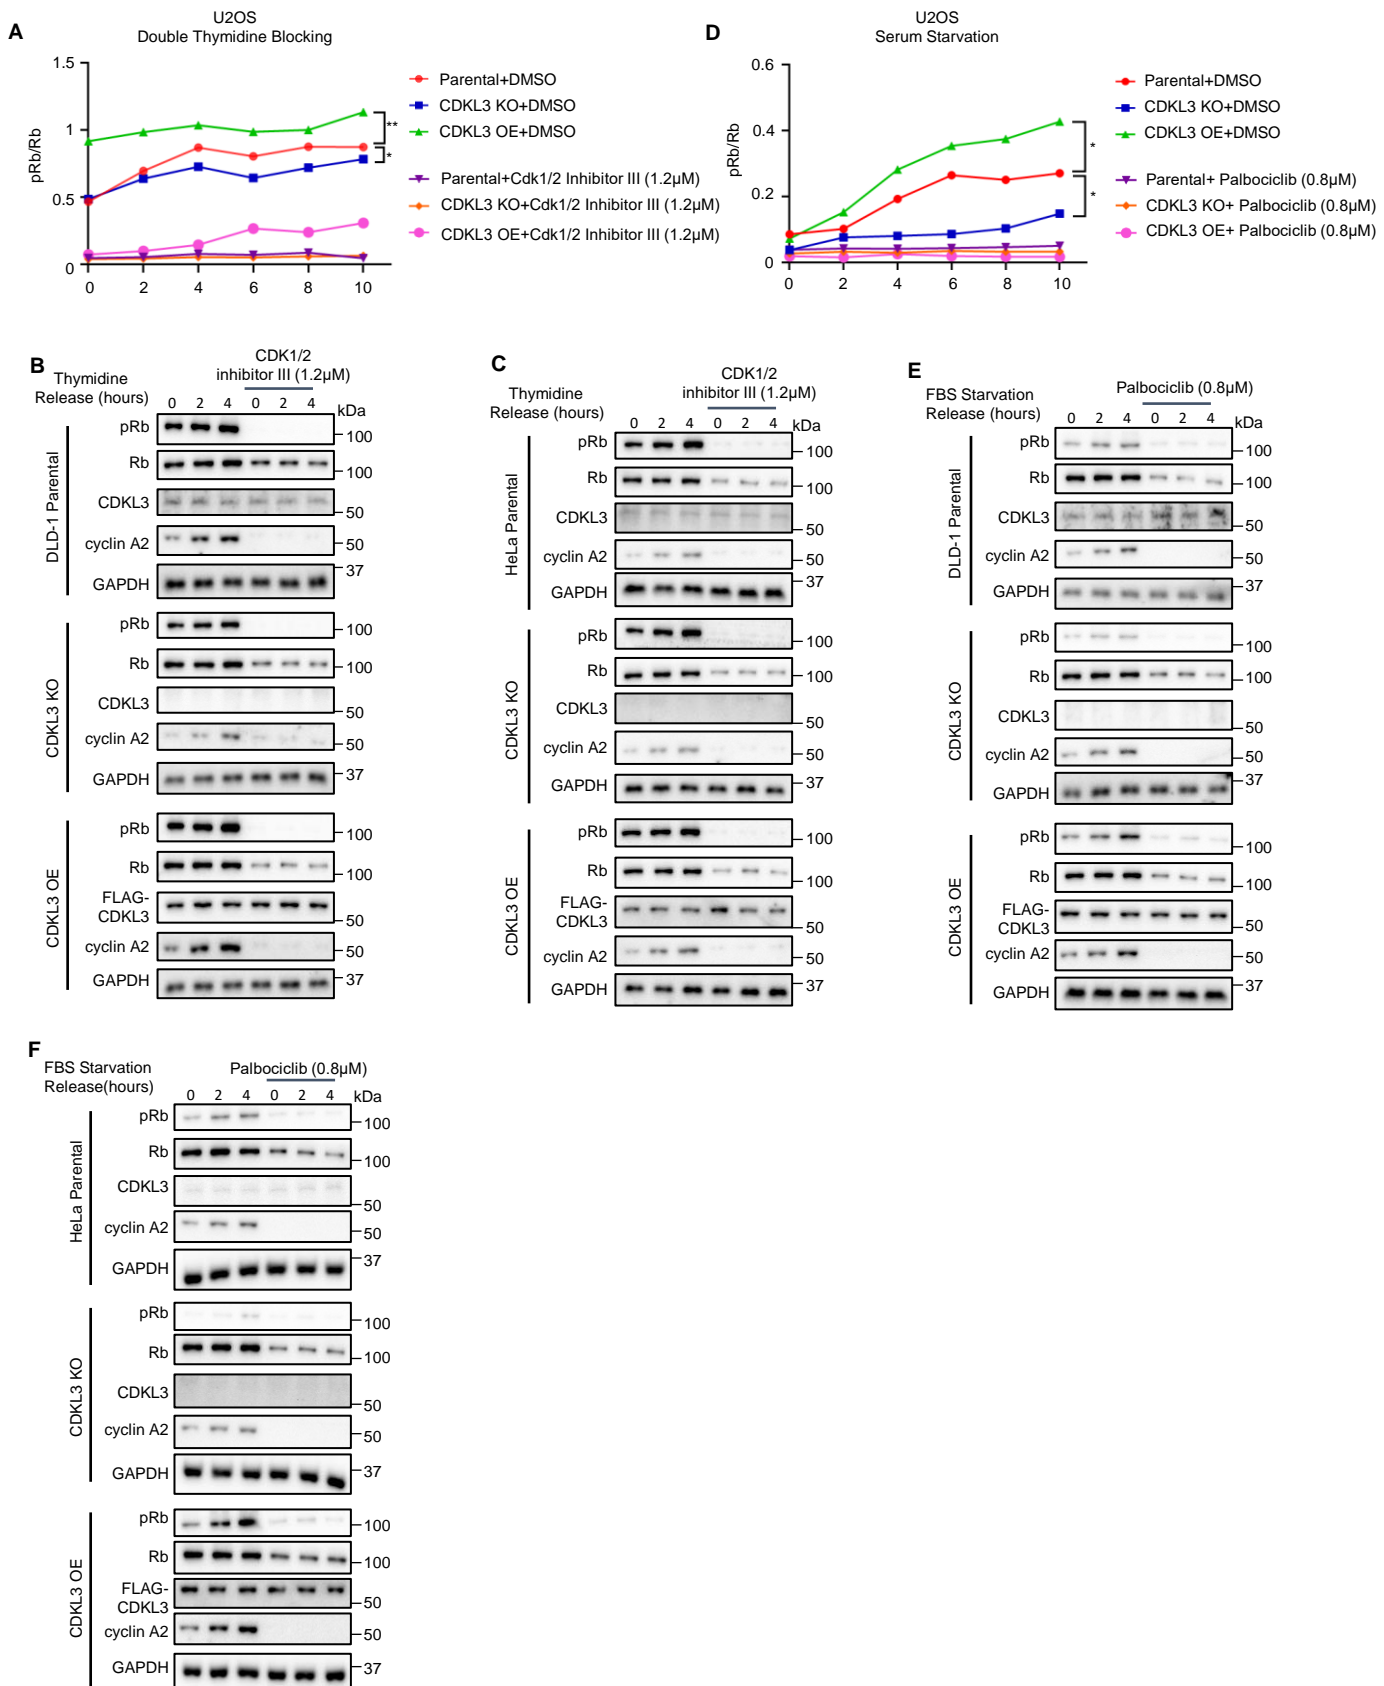 A
U2OS
Double Thymidine Blocking
pRb/Rb
1.5
1
0.5
0
0 2 4 6 8 10
Parental+DMSO
CDKL3 KO+DMSO
CDKL3 OE+DMSO
Parental+Cdk1/2 Inhibitor III (1.2μM)
CDKL3 KO+Cdk1/2 Inhibitor III (1.2μM)
CDKL3 OE+Cdk1/2 Inhibitor III (1.2μM)
**
*
D
U2OS
Serum Starvation
pRb/Rb
0.6
0.4
0.2
0
0 2 4 6 8 10
Parental+DMSO
CDKL3 KO+DMSO
CDKL3 OE+DMSO
Parental+ Palbociclib (0.8μM)
CDKL3 KO+ Palbociclib (0.8μM)
CDKL3 OE+ Palbociclib (0.8μM)
*
*
B
Thymidine
Release (hours)
CDK1/2
inhibitor III (1.2μM)
0 2 4 0 2 4 kDa
DLD-1 Parental
pRb 100
Rb 100
CDKL3 50
cyclin A2 50
GAPDH 37
CDKL3 KO
pRb 100
Rb 100
CDKL3 50
cyclin A2 50
GAPDH 37
CDKL3 OE
pRb 100
Rb 100
FLAG-
CDKL3 50
cyclin A2 50
GAPDH 37
C
Thymidine
Release (hours)
CDK1/2
inhibitor III (1.2μM)
0 2 4 0 2 4 kDa
HeLa Parental
pRb 100
Rb 100
CDKL3 50
cyclin A2 50
GAPDH 37
CDKL3 KO
pRb 100
Rb 100
CDKL3 50
cyclin A2 50
GAPDH 37
CDKL3 OE
pRb 100
Rb 100
FLAG-
CDKL3 50
cyclin A2 50
GAPDH 37
E
FBS Starvation
Release (hours)
Palbociclib (0.8μM)
0 2 4 0 2 4 kDa
DLD-1 Parental
pRb 100
Rb 100
CDKL3 50
cyclin A2 50
GAPDH 37
CDKL3 KO
pRb 100
Rb 100
CDKL3 50
cyclin A2 50
GAPDH 37
CDKL3 OE
pRb 100
Rb 100
FLAG-
CDKL3 50
cyclin A2 50
GAPDH 37
F
FBS Starvation
Release(hours)
Palbociclib (0.8μM)
0 2 4 0 2 4 kDa
HeLa Parental
pRb 100
Rb 100
CDKL3 50
cyclin A2 50
GAPDH 37
CDKL3 KO
pRb 100
Rb 100
CDKL3 50
cyclin A2 50
GAPDH 37
CDKL3 OE
pRb 100
Rb 100
FLAG-
CDKL3 50
cyclin A2 50
GAPDH 37